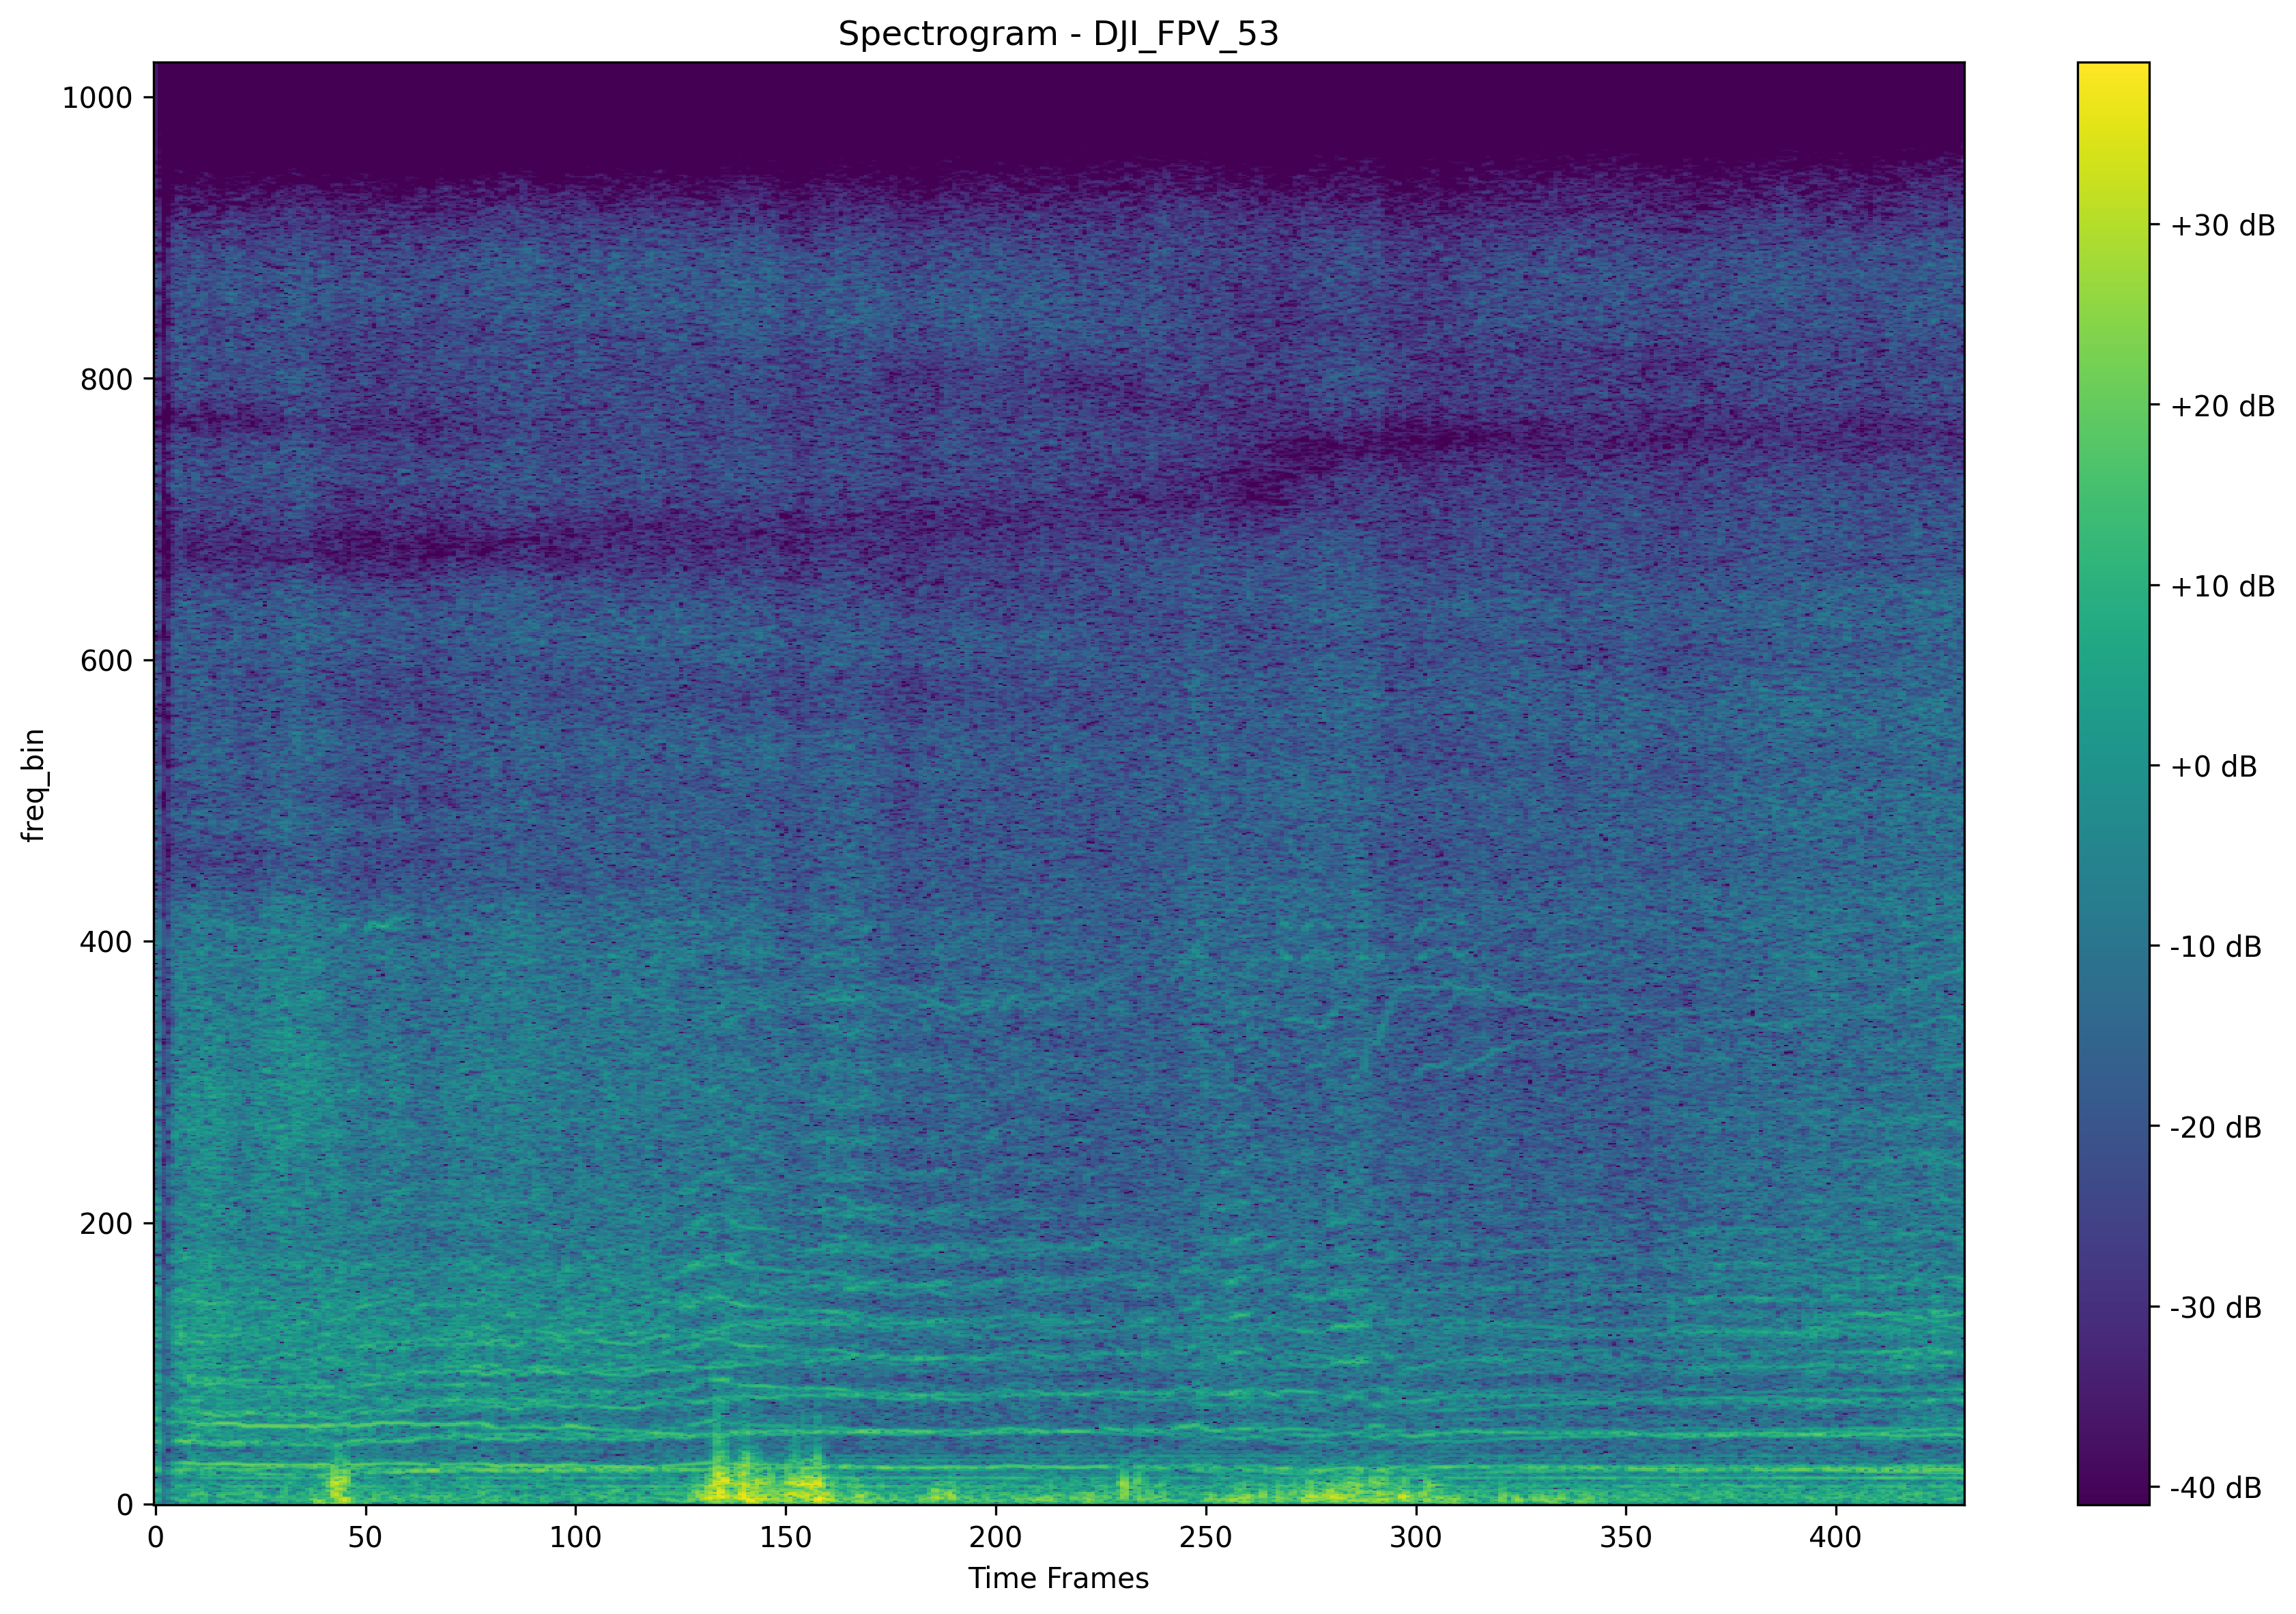 Spectrogram - DJI_FPV_53
1000
800
600
400
200
0
freq_bin
0 50 100 150 200 250 300 350 400
Time Frames
+30 dB
+20 dB
+10 dB
+0 dB
-10 dB
-20 dB
-30 dB
-40 dB